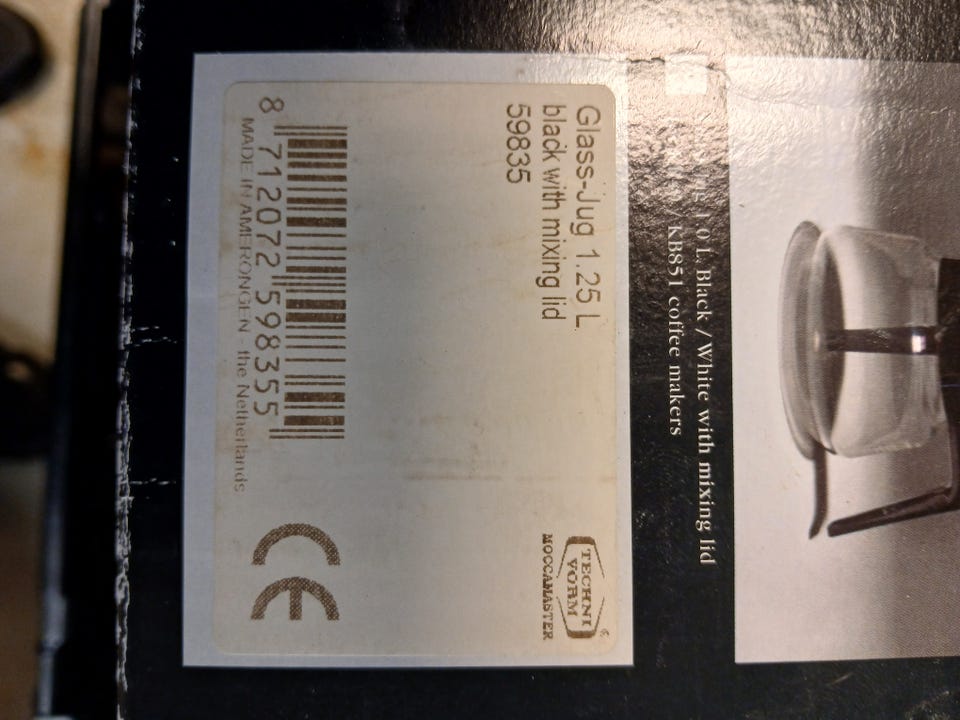 Glass-Jug 1.25 L
black with mixing lid
59835
TECHNI
VORM
®
MOCCAMASTER
8 712072 598355
MADE IN AMERONGEN - the Netherlands
CE
1,0 L, Black / White with mixing lid
KB851 coffee makers